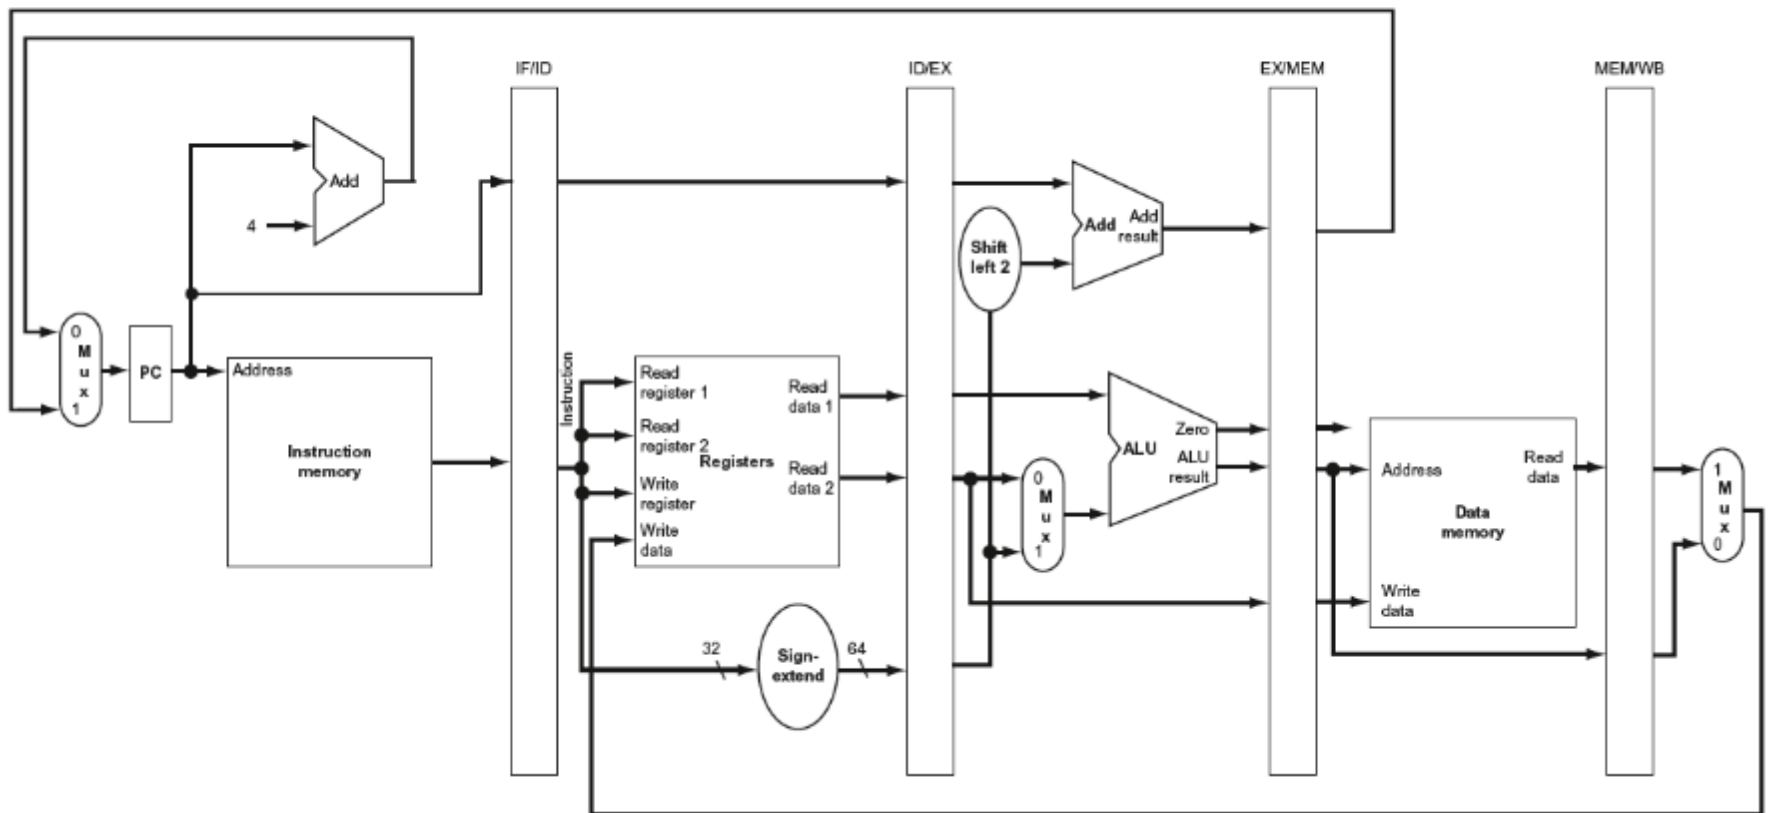 IF/ID
ID/EX
EX/MEM
MEM/WB
Add
4
Add
Add
result
Shift
left 2
0
M
u
x
1
PC
Address
Instruction
memory
Instruction
Read
register 1
Read
register 2
Write
register
Write
data
Registers
Read
data 1
Read
data 2
0
M
u
x
1
Zero
ALU
ALU
result
Address
Write
data
Data
memory
Read
data
1
M
u
x
0
32
Sign-
extend
64